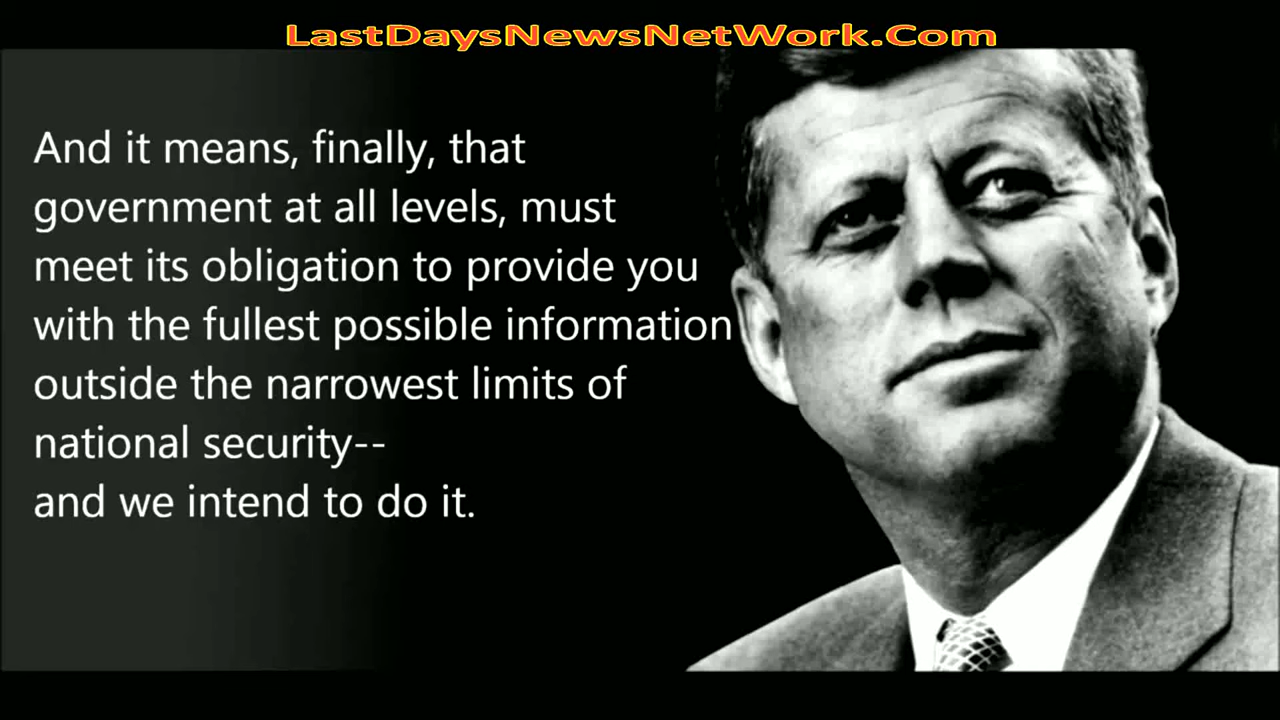 LastDaysNewsNetWork.Com
And it means, finally, that
government at all levels, must
meet its obligation to provide you
with the fullest possible information
outside the narrowest limits of
national security--
and we intend to do it.